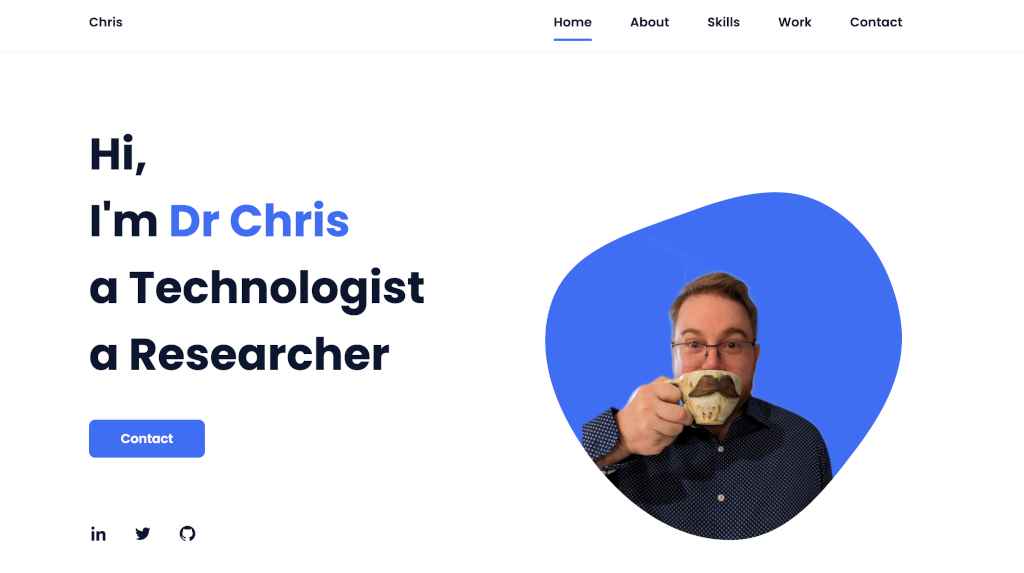 Chris
Home About Skills Work Contact
Hi,
I'm Dr Chris
a Technologist
a Researcher
Contact
in